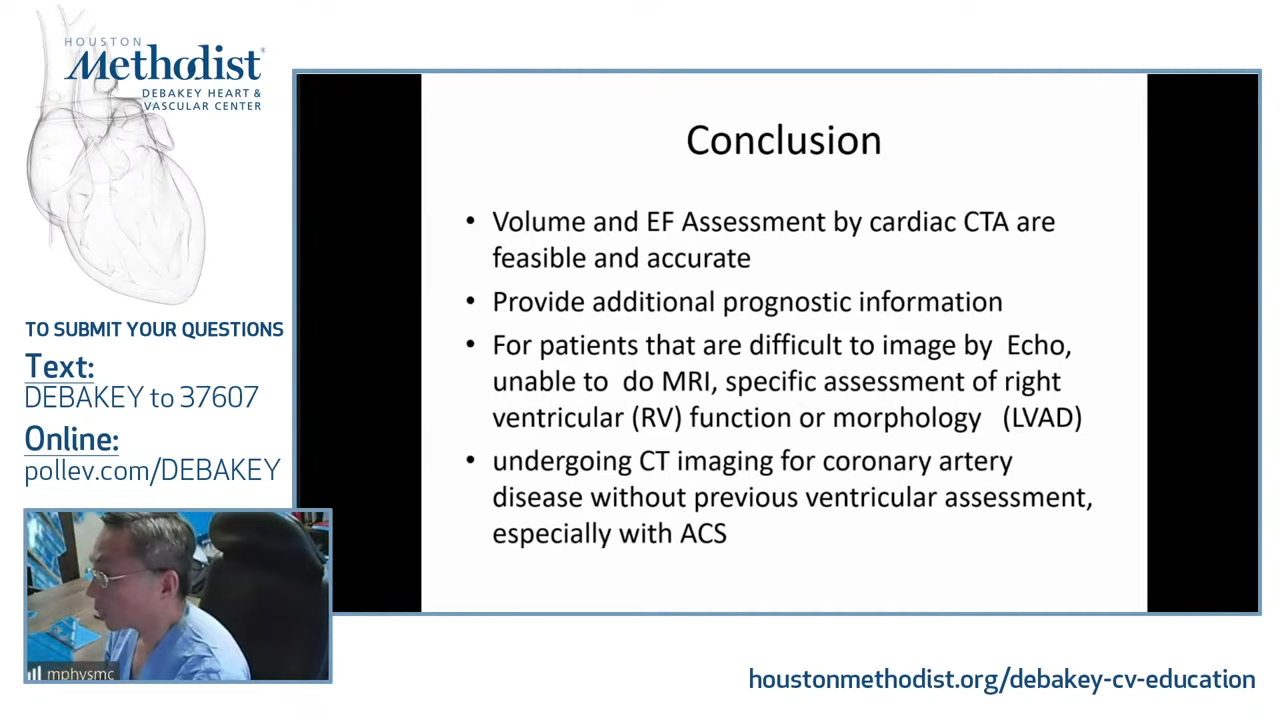 HOUSTON
Methodist®
DEBAKEY HEART &
VASCULAR CENTER
TO SUBMIT YOUR QUESTIONS
Text:
DEBAKEY to 37607
Online:
pollev.com/DEBAKEY
mphysmc
Conclusion
• Volume and EF Assessment by cardiac CTA are
feasible and accurate
• Provide additional prognostic information
• For patients that are difficult to image by Echo,
unable to do MRI, specific assessment of right
ventricular (RV) function or morphology (LVAD)
• undergoing CT imaging for coronary artery
disease without previous ventricular assessment,
especially with ACS
houstonmethodist.org/debakey-cv-education